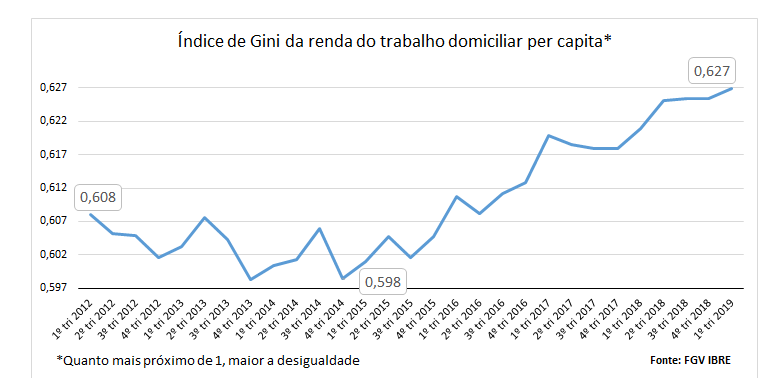 Índice de Gini da renda do trabalho domiciliar per capita*
0,627
0,627
0,622
0,617
0,612
0,608
0,607
0,602
0,598
0,597
1º tri 2012
2º tri 2012
3º tri 2012
4º tri 2012
1º tri 2013
2º tri 2013
3º tri 2013
4º tri 2013
1º tri 2014
2º tri 2014
3º tri 2014
4º tri 2014
1º tri 2015
2º tri 2015
3º tri 2015
4º tri 2015
1º tri 2016
2º tri 2016
3º tri 2016
4º tri 2016
1º tri 2017
2º tri 2017
3º tri 2017
4º tri 2017
1º tri 2018
2º tri 2018
3º tri 2018
4º tri 2018
1º tri 2019
*Quanto mais próximo de 1, maior a desigualdade
Fonte: FGV IBRE